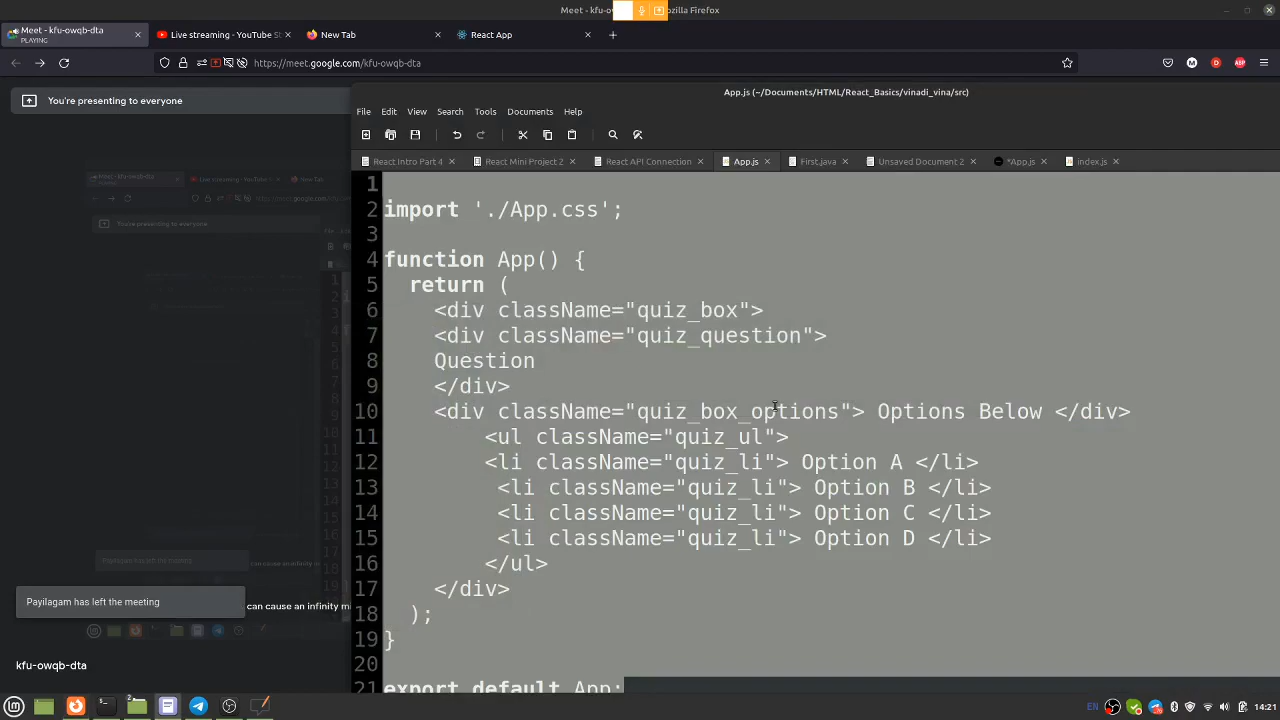 Meet - kfu-ow
zilla Firefox
Meet - kfu-owqb-dta
PLAYING
Live streaming - YouTube St
New Tab
React App
https://meet.google.com/kfu-owqb-dta
You're presenting to everyone
App.js (~/Documents/HTML/React_Basics/vinadi_vina/src)
File Edit View Search Tools Documents Help
React Intro Part 4
React Mini Project 2
React API Connection
App.js
First.java
Unsaved Document 2
*App.js
index.js
1
2 import './App.css';
3
4 function App() {
5 return (
6 <div className="quiz_box">
7 <div className="quiz_question">
8 Question
9 </div>
10 <div className="quiz_box_options"> Options Below </div>
11 <ul className="quiz_ul">
12 <li className="quiz_li"> Option A </li>
13 <li className="quiz_li"> Option B </li>
14 <li className="quiz_li"> Option C </li>
15 <li className="quiz_li"> Option D </li>
16 </ul>
17 </div>
18 );
19 }
20
21 export default App;
Payilagam has left the meeting
can cause an infinity m
kfu-owqb-dta
EN
14:21